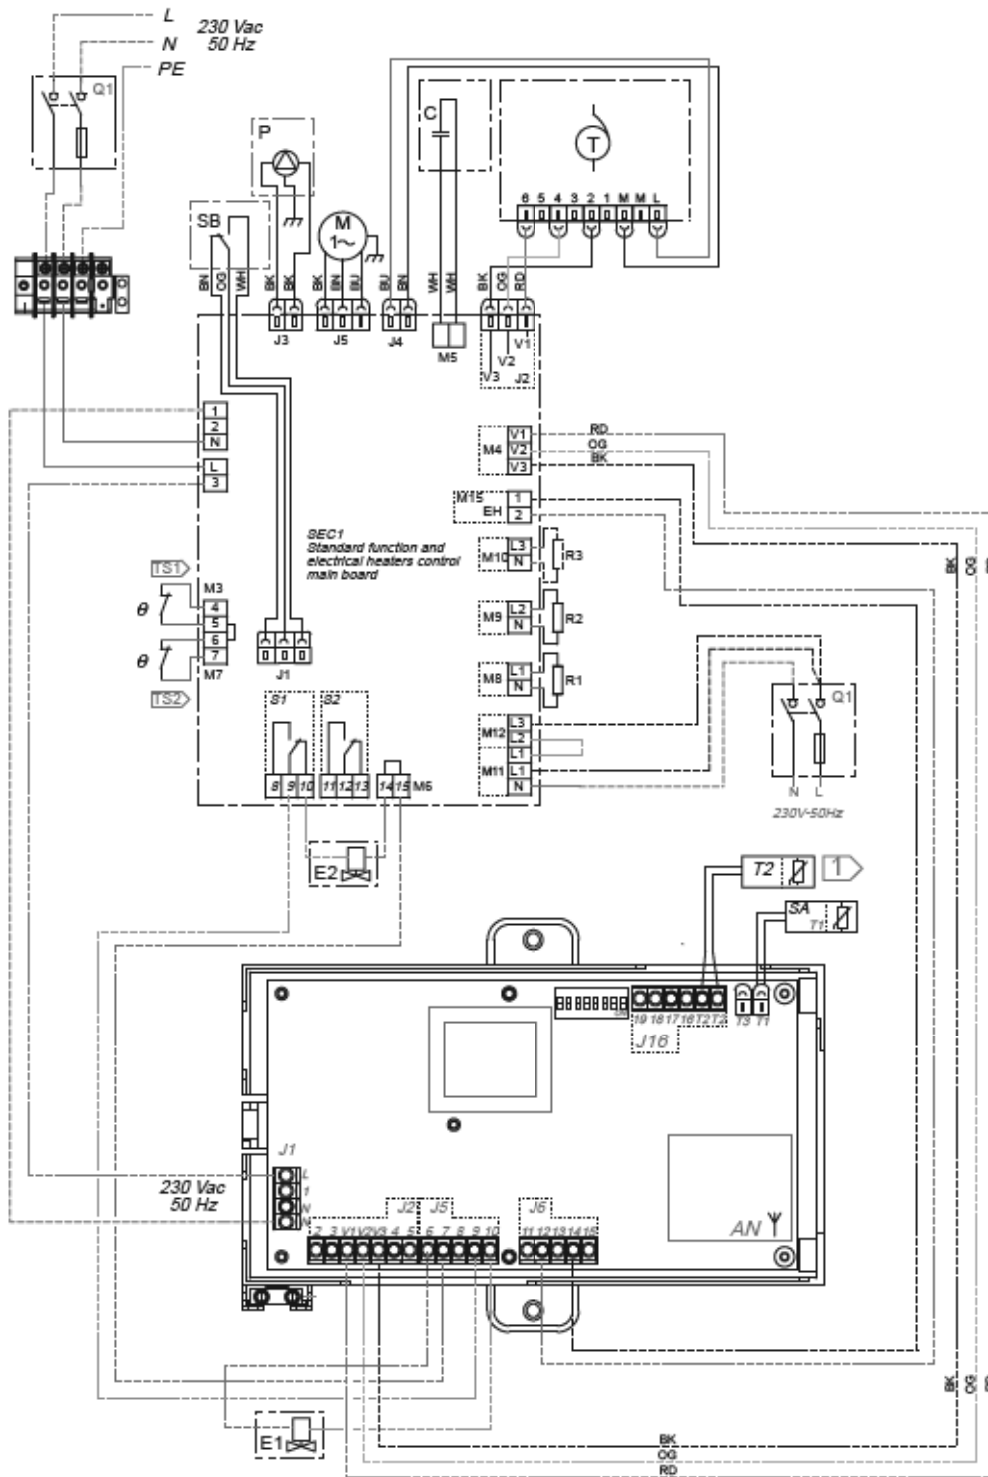 L
230 Vac
N
50 Hz
PE
Q1
P
C
T
SB
M
1~
6 5 4 3 2 1 M M L
BN OG WH
BK BK
BK BN BU
BU BN
WH WH
BK OG RD
J3
J5
J4
M5
V1
V2
V3
J2
1
2
N
L
3
RD
OG
BK
M4
V1
V2
V3
M15
1
EH
2
SEC1
Standard function and
electrical heaters control
main board
M10
L3
N
R3
M9
L2
N
R2
M8
L1
N
R1
TS1
M3
θ
4
5
6
θ
7
M7
TS2
J1
S1
S2
M12
L3
L2
L1
M11
L1
N
8 9 10
11 12 13
14 15
M6
Q1
N L
230V-50Hz
BK OG
E2
T2
1
SA
T1
ON
19 18 17 16 T2 T2
T3 T1
J16
J1
L
1
N
N
230 Vac
50 Hz
J2 J5
J6
2 3 V1 V2 V3 4 5 6 7 8 9 10
11 12 13 14 15
AN
BK OG
E1
BK
OG
RD